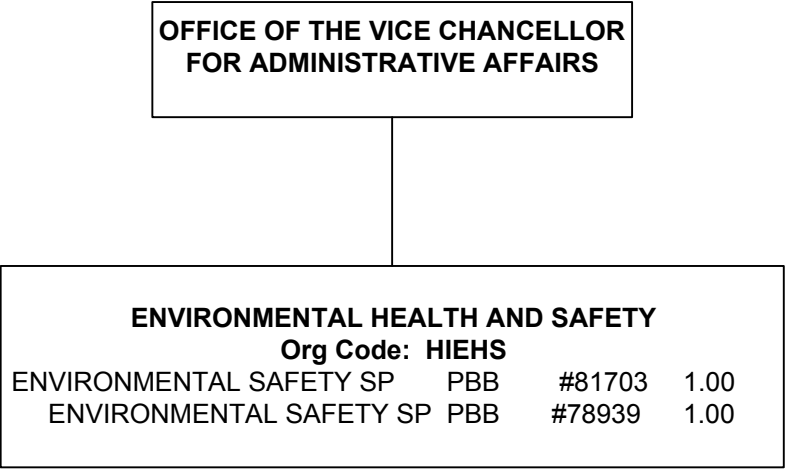 OFFICE OF THE VICE CHANCELLOR
FOR ADMINISTRATIVE AFFAIRS
ENVIRONMENTAL HEALTH AND SAFETY
Org Code: HIEHS
ENVIRONMENTAL SAFETY SP PBB #81703 1.00
ENVIRONMENTAL SAFETY SP PBB #78939 1.00